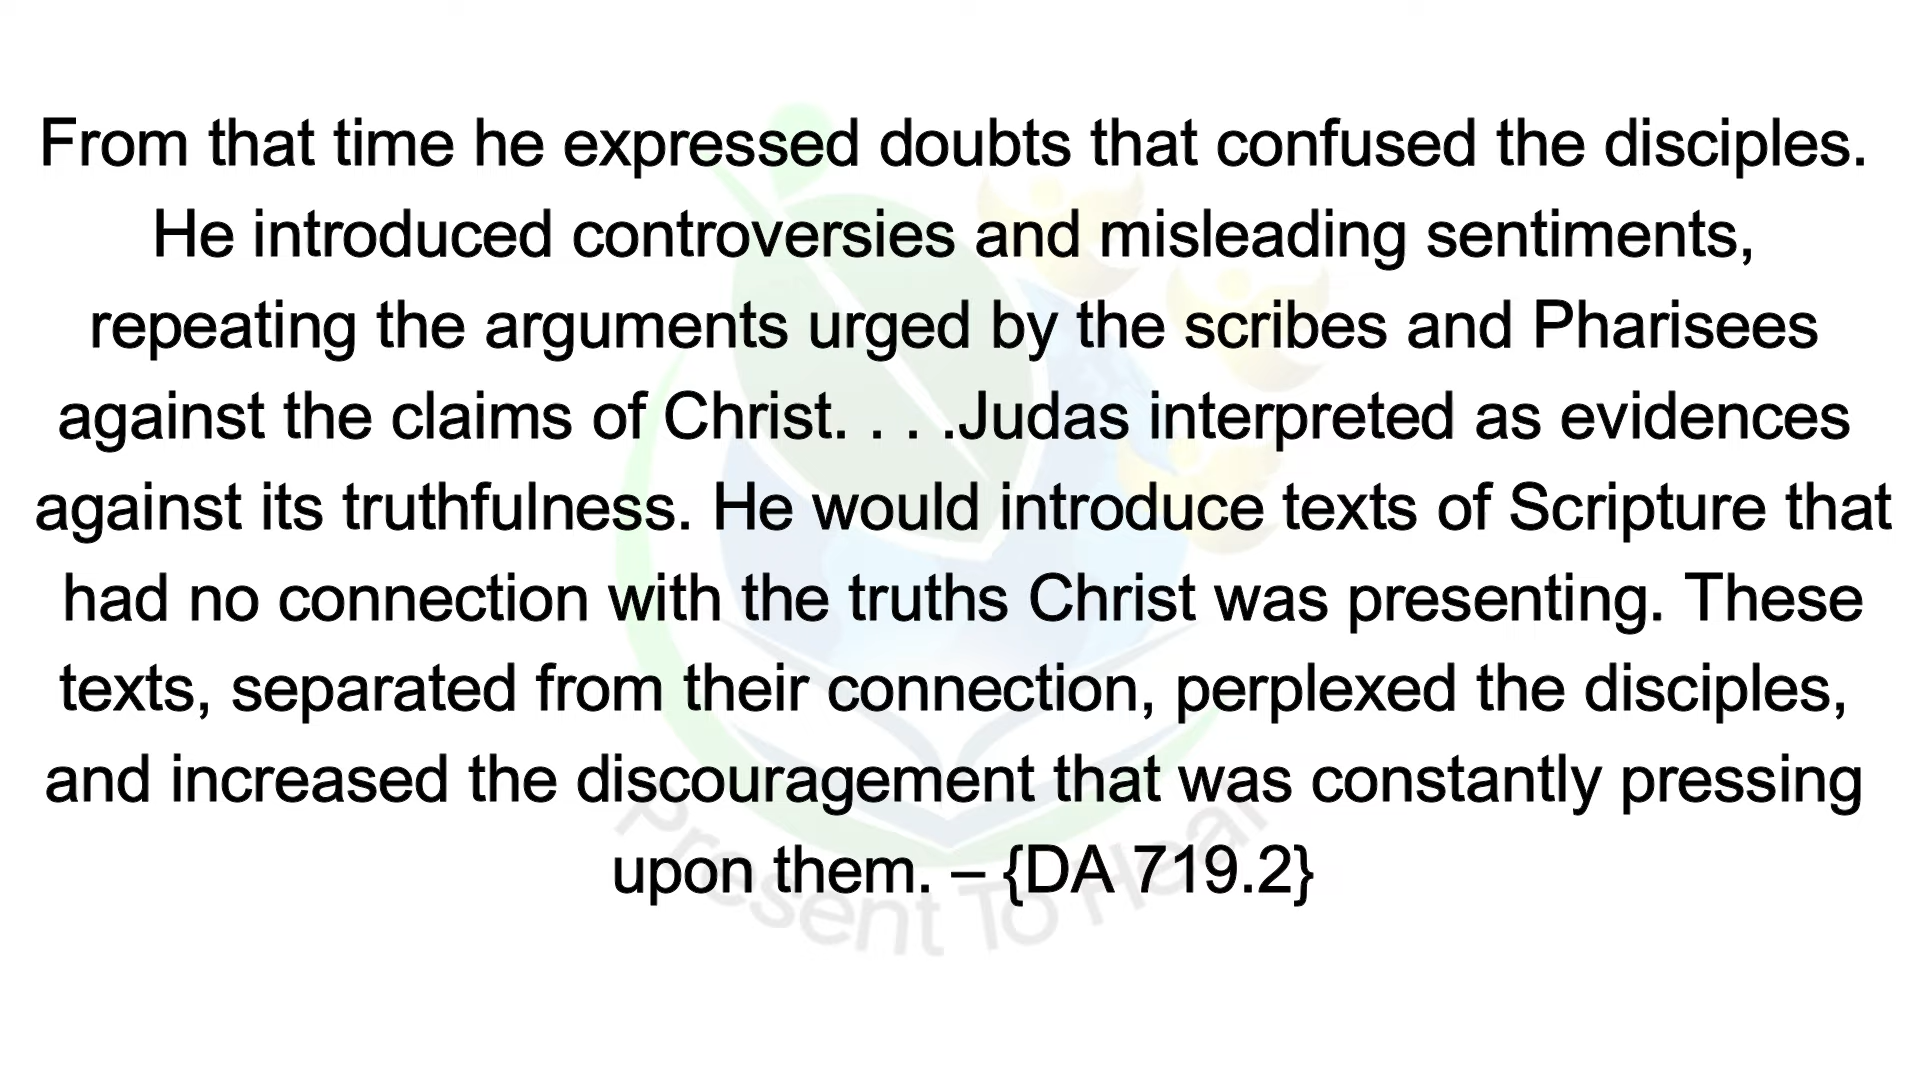 From that time he expressed doubts that confused the disciples.
He introduced controversies and misleading sentiments,
repeating the arguments urged by the scribes and Pharisees
against the claims of Christ. . . .Judas interpreted as evidences
against its truthfulness. He would introduce texts of Scripture that
had no connection with the truths Christ was presenting. These
texts, separated from their connection, perplexed the disciples,
and increased the discouragement that was constantly pressing
upon them. – {DA 719.2}
Present To Heal